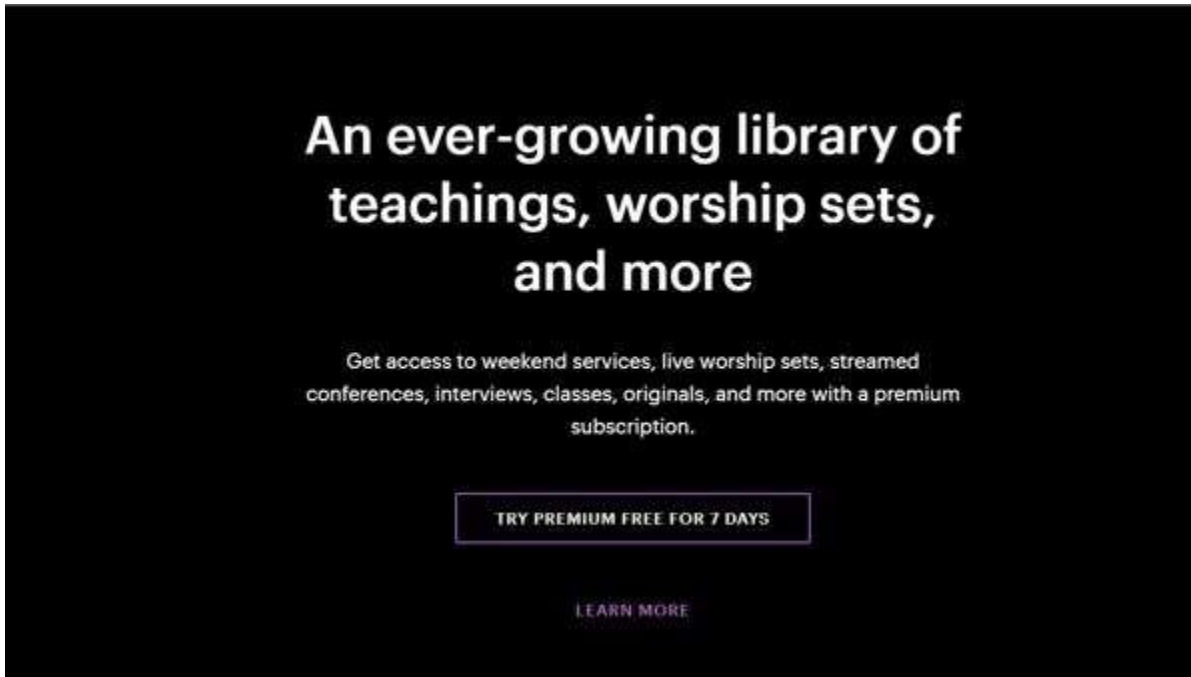 An ever-growing library of
teachings, worship sets,
and more
Get access to weekend services, live worship sets, streamed
conferences, interviews, classes, originals, and more with a premium
subscription.
TRY PREMIUM FREE FOR 7 DAYS
LEARN MORE